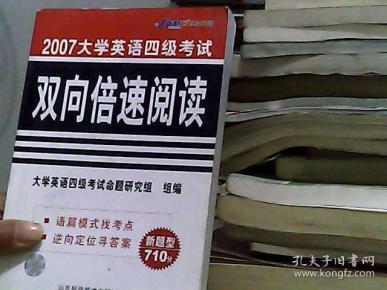 2007大学英语四级考试
双向倍速阅读
大学英语四级考试命题研究组 组编
·语篇模式找考点
·逆向定位寻答案
新题型
710分
孔夫子旧书网